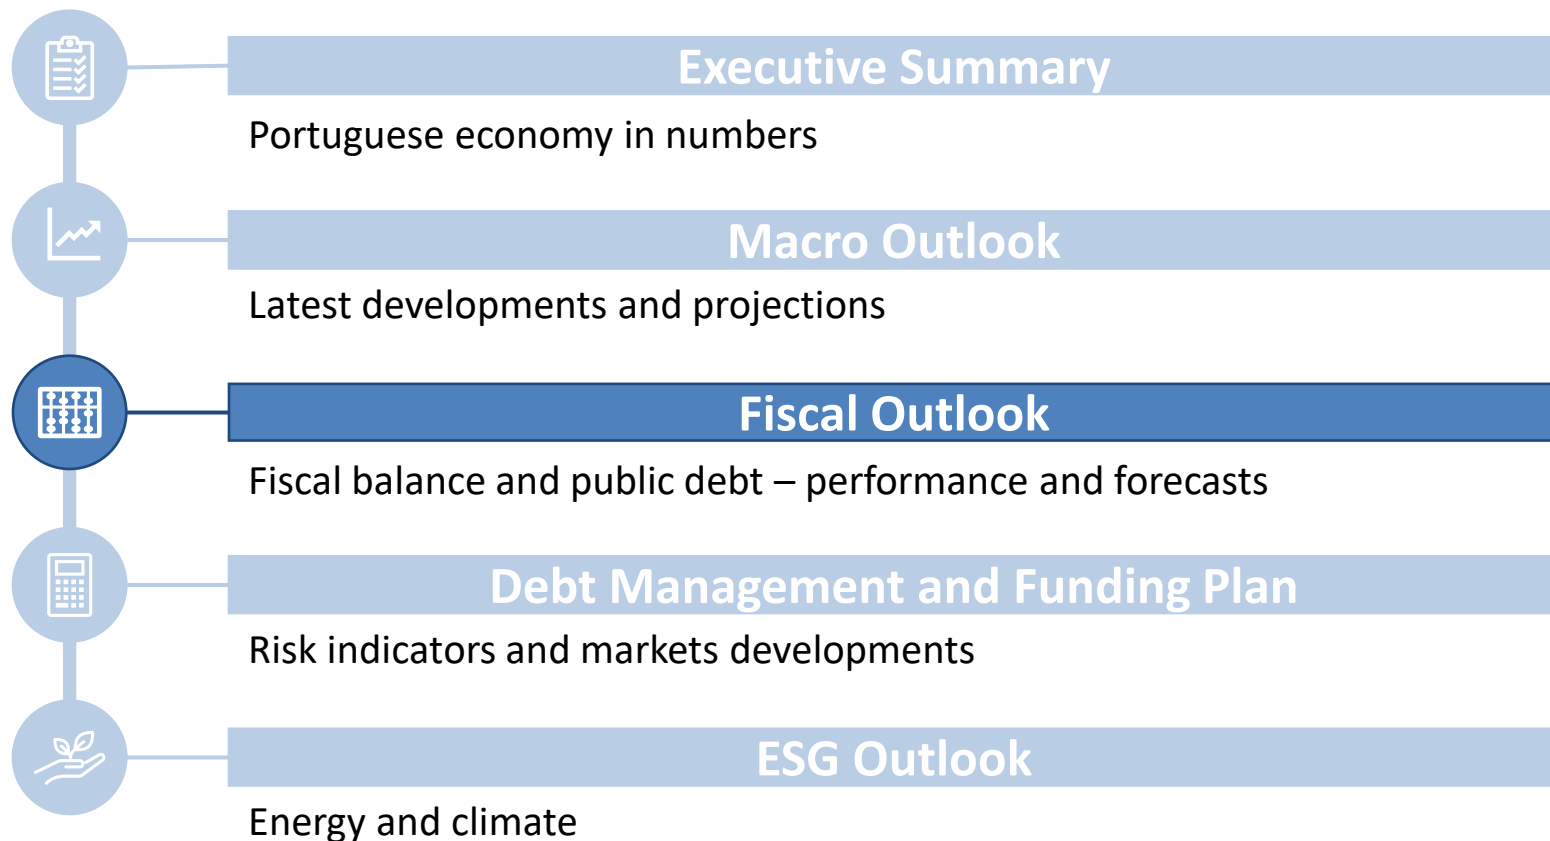 Executive Summary
Portuguese economy in numbers
Macro Outlook
Latest developments and projections
Fiscal Outlook
Fiscal balance and public debt – performance and forecasts
Debt Management and Funding Plan
Risk indicators and markets developments
ESG Outlook
Energy and climate